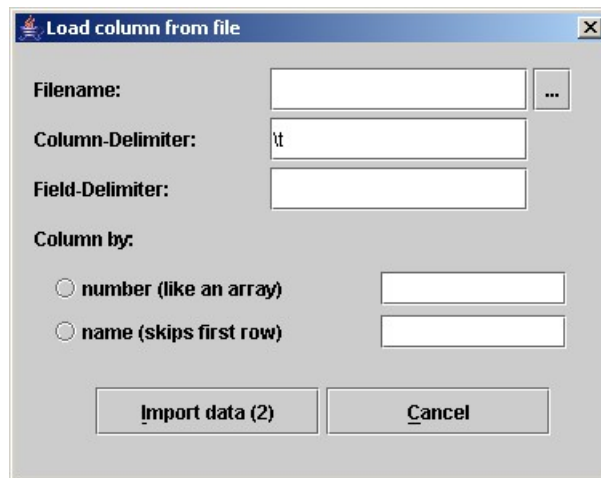 Load column from file
Filename:
...
Column-Delimiter:
\t
Field-Delimiter:
Column by:
number (like an array)
name (skips first row)
Import data (2)
Cancel